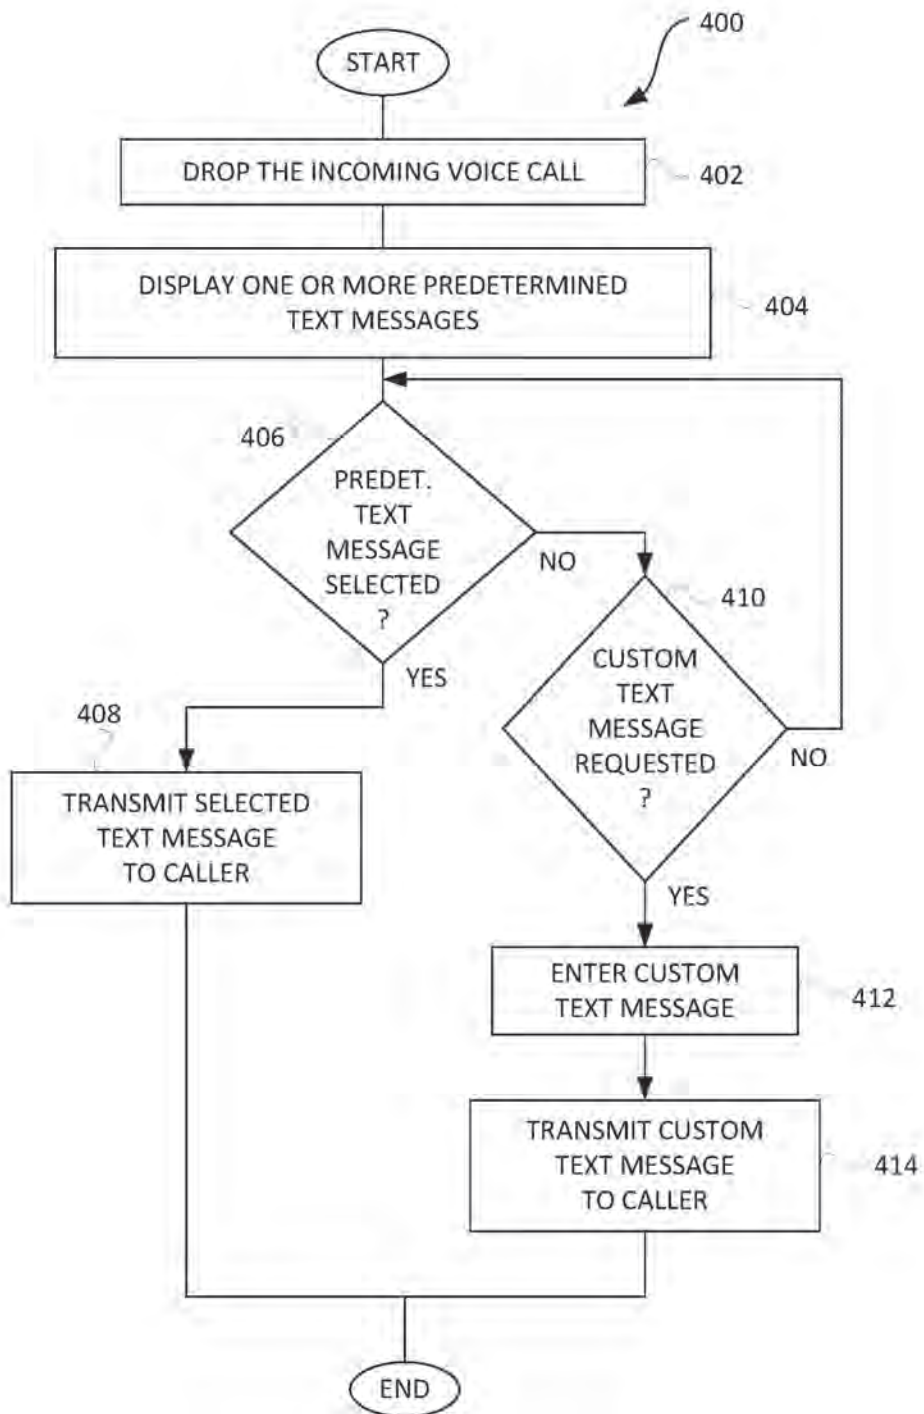 400
START
DROP THE INCOMING VOICE CALL
402
DISPLAY ONE OR MORE PREDETERMINED
TEXT MESSAGES
404
406
PREDET.
TEXT
MESSAGE
SELECTED
?
NO
YES
410
CUSTOM
TEXT
MESSAGE
REQUESTED
?
NO
YES
408
TRANSMIT SELECTED
TEXT MESSAGE
TO CALLER
ENTER CUSTOM
TEXT MESSAGE
412
TRANSMIT CUSTOM
TEXT MESSAGE
TO CALLER
414
END